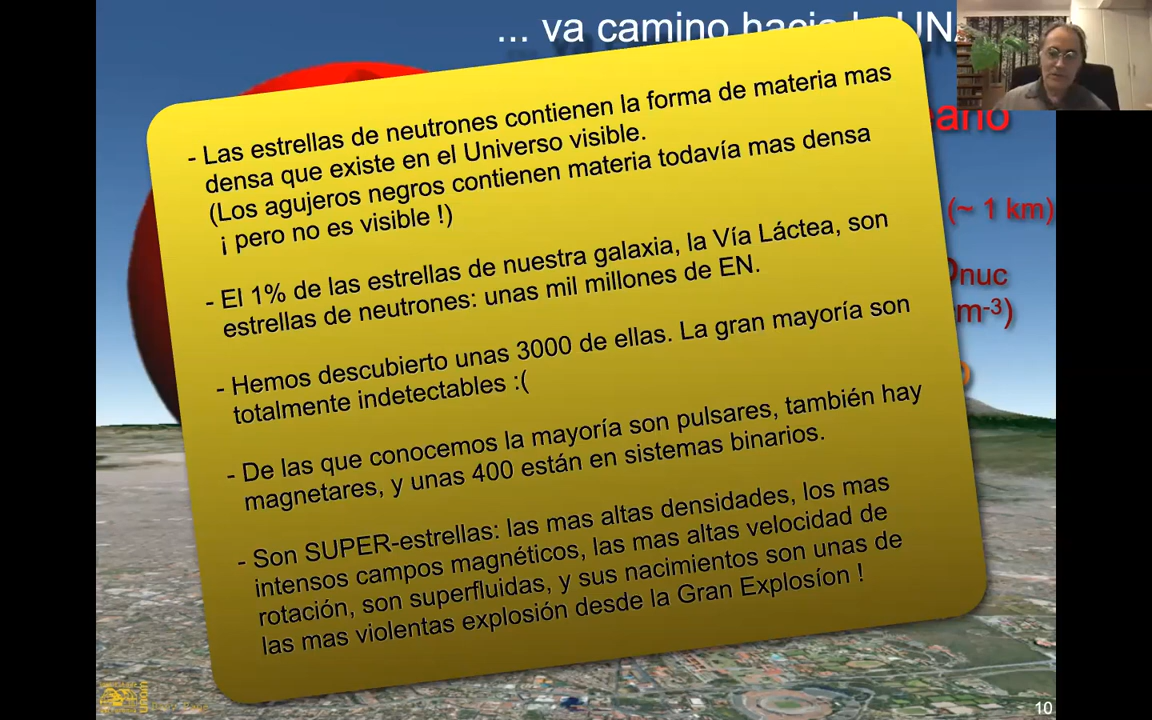 ... va camino hacia la UNA
- Las estrellas de neutrones contienen la forma de materia mas
densa que existe en el Universo visible.
(Los agujeros negros contienen materia todavía mas densa
¡ pero no es visible !)
- El 1% de las estrellas de nuestra galaxia, la Vía Láctea, son
estrellas de neutrones: unas mil millones de EN.
- Hemos descubierto unas 3000 de ellas. La gran mayoría son
totalmente indetectables :(
- De las que conocemos la mayoría son pulsares, también hay
magnetares, y unas 400 están en sistemas binarios.
- Son SUPER-estrellas: las mas altas densidades, los mas
intensos campos magnéticos, las mas altas velocidad de
rotación, son superfluidas, y sus nacimientos son unas de
las mas violentas explosión desde la Gran Explosíon !
eario
(~ 1 km)
nuc
m-3)
10